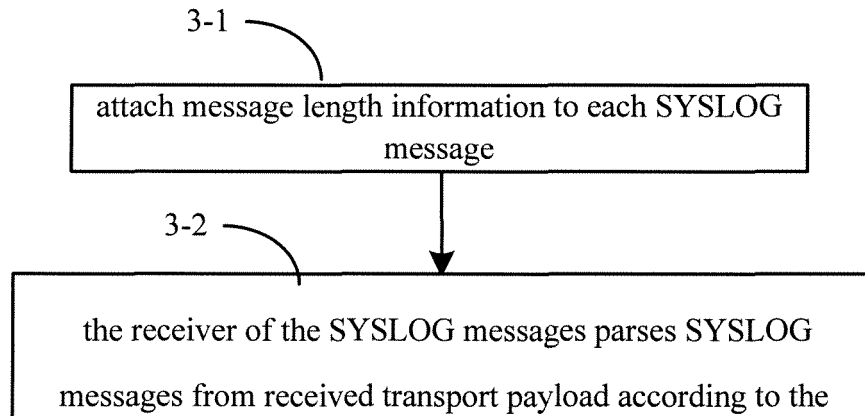 3-1
attach message length information to each SYSLOG
message
3-2
the receiver of the SYSLOG messages parses SYSLOG
messages from received transport payload according to the